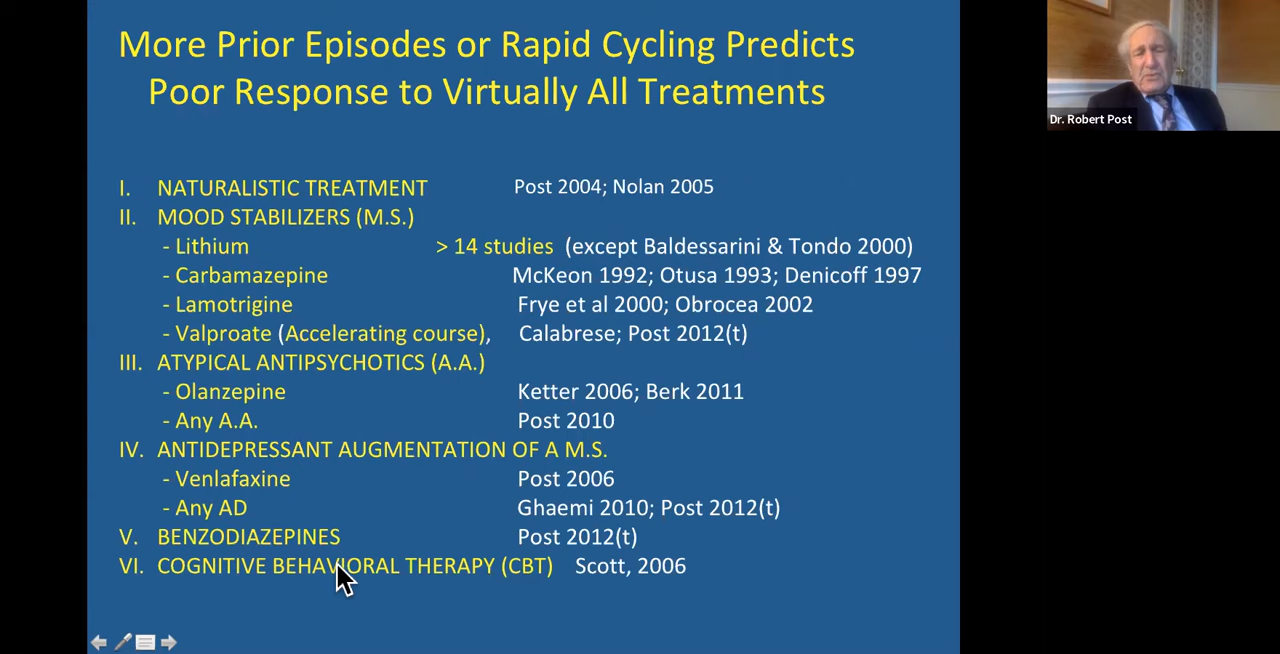 More Prior Episodes or Rapid Cycling Predicts
Poor Response to Virtually All Treatments
I. NATURALISTIC TREATMENT Post 2004; Nolan 2005
II. MOOD STABILIZERS (M.S.)
- Lithium > 14 studies (except Baldessarini & Tondo 2000)
- Carbamazepine McKeon 1992; Otusa 1993; Denicoff 1997
- Lamotrigine Frye et al 2000; Obrocea 2002
- Valproate (Accelerating course), Calabrese; Post 2012(t)
III. ATYPICAL ANTIPSYCHOTICS (A.A.)
- Olanzepine Ketter 2006; Berk 2011
- Any A.A. Post 2010
IV. ANTIDEPRESSANT AUGMENTATION OF A M.S.
- Venlafaxine Post 2006
- Any AD Ghaemi 2010; Post 2012(t)
V. BENZODIAZEPINES Post 2012(t)
VI. COGNITIVE BEHAVIORAL THERAPY (CBT) Scott, 2006
Dr. Robert Post